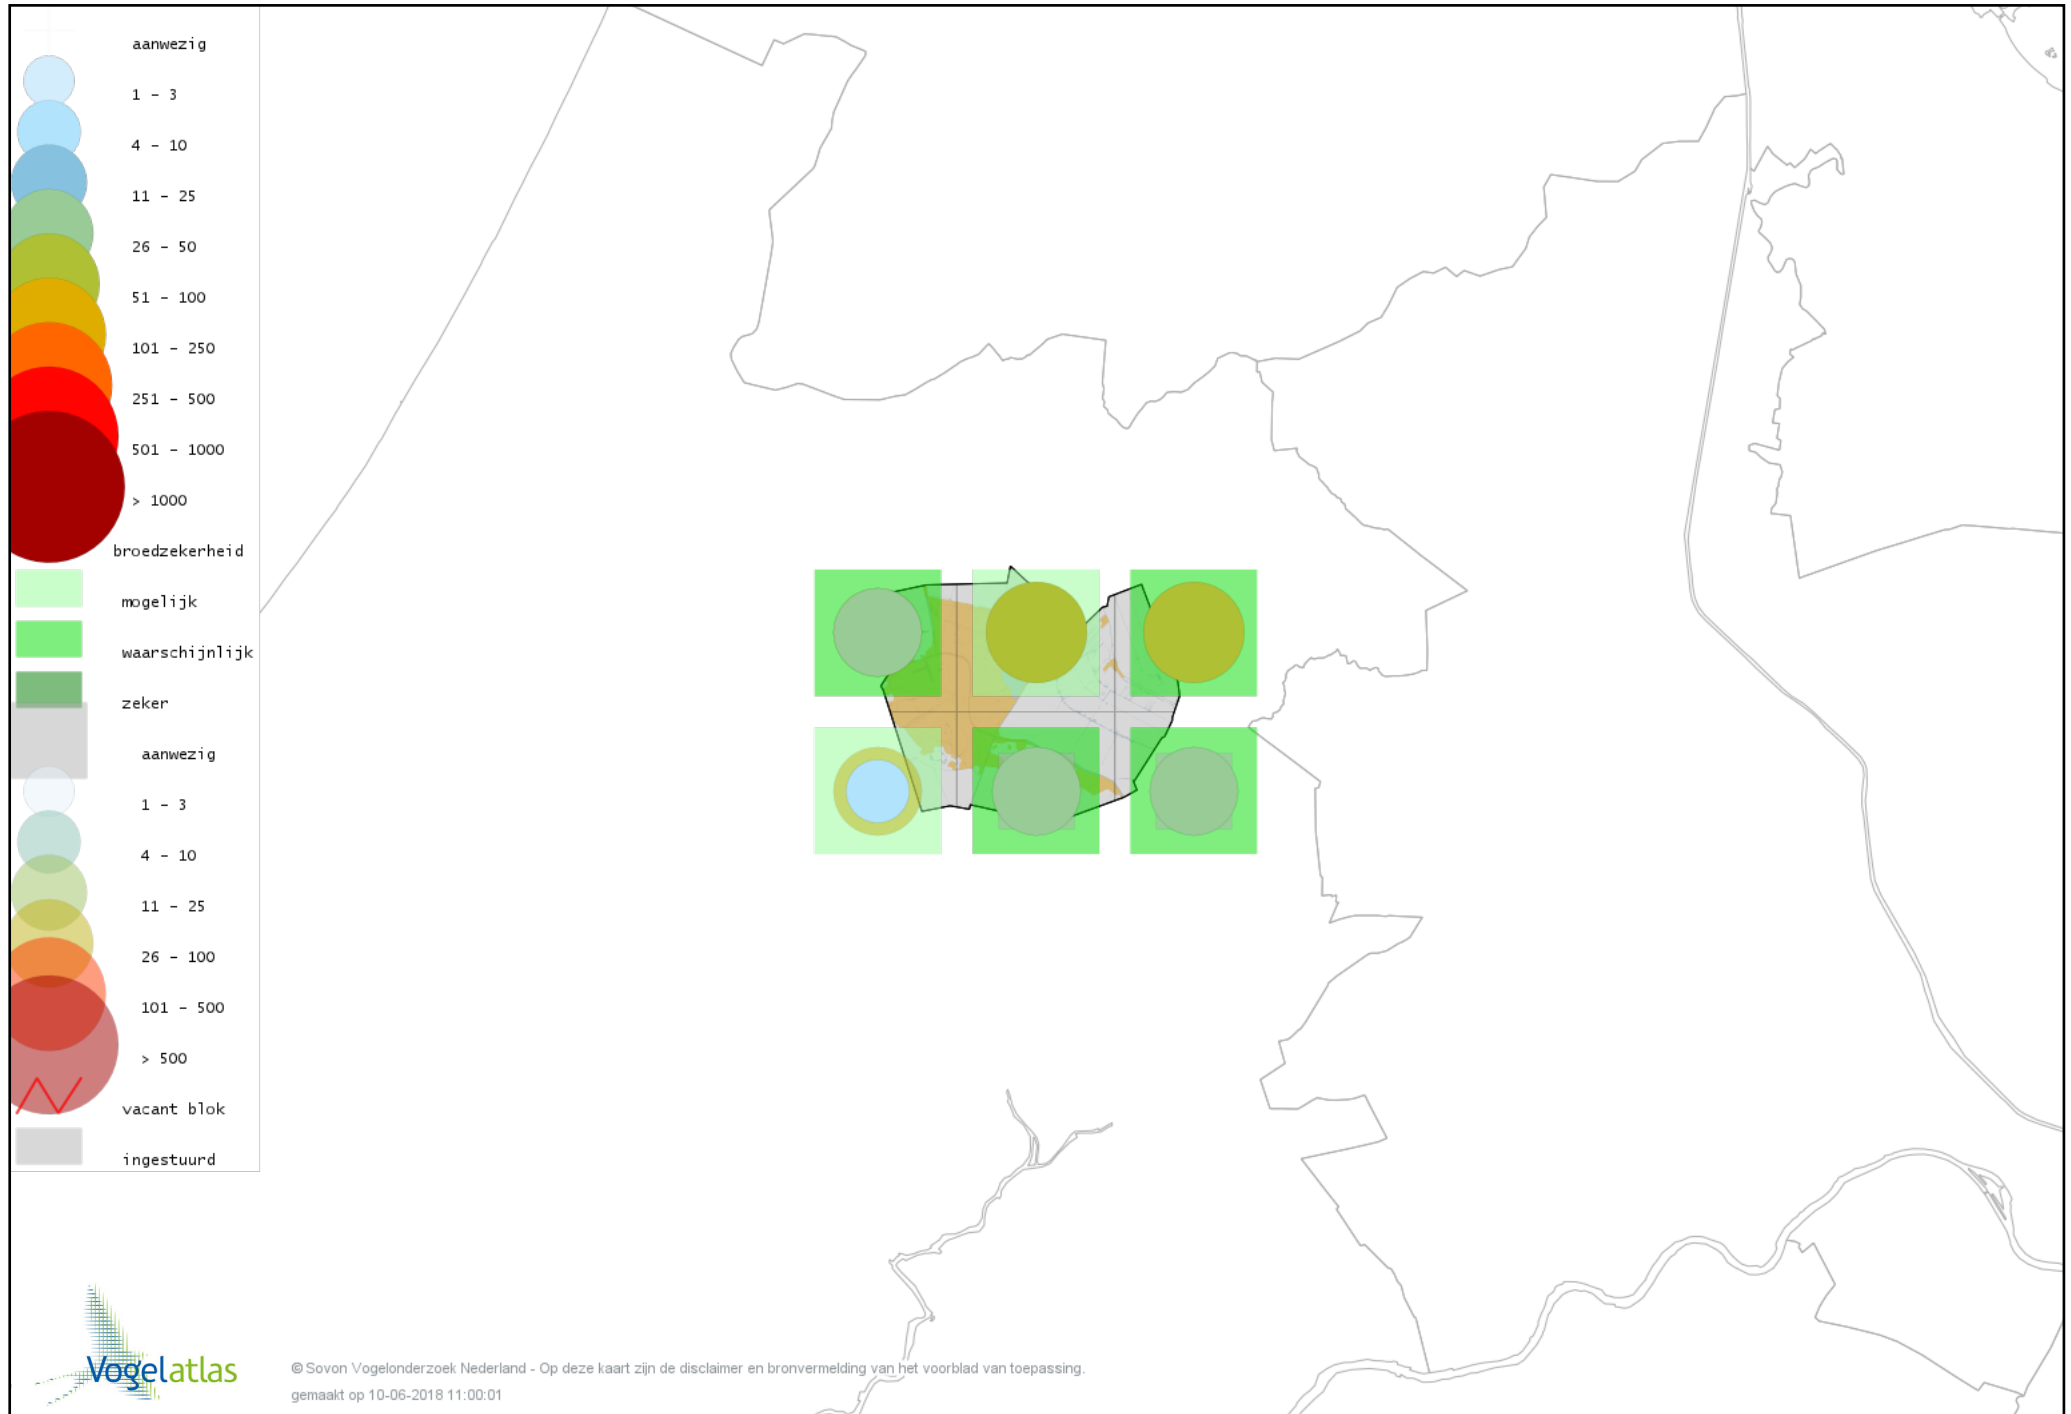 aanwezig
1 - 3
4 - 10
11 - 25
26 - 50
51 - 100
101 - 250
251 - 500
501 - 1000
> 1000
broedzekerheid
mogelijk
waarschijnlijk
zeker
aanwezig
1 - 3
4 - 10
11 - 25
26 - 100
101 - 500
> 500
vacant blok
ingestuurd
Vogelatlas
© Sovon Vogelonderzoek Nederland - Op deze kaart zijn de disclaimer en bronvermelding van het voorblad van toepassing.
gemaakt op 10-06-2018 11:00:01